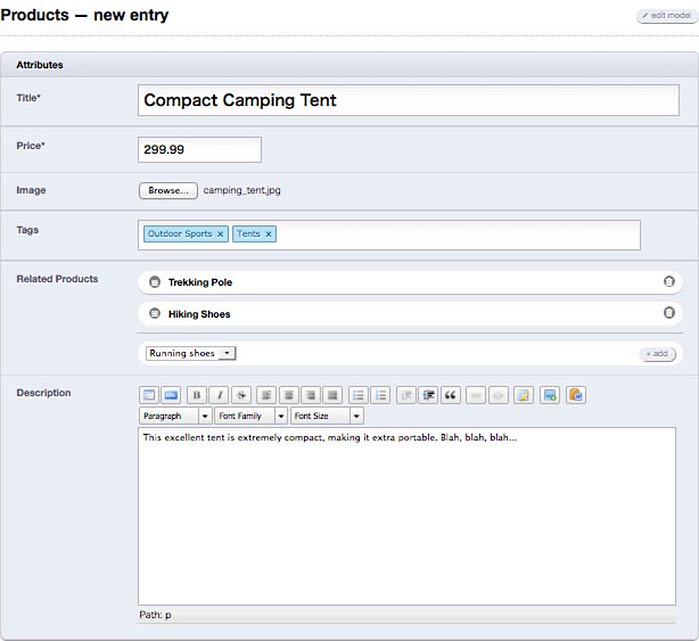 Products — new entry
edit model
Attributes
Title*
Compact Camping Tent
Price*
299.99
Image
Browse... camping_tent.jpg
Tags
Outdoor Sports × Tents ×
Related Products
Trekking Pole
Hiking Shoes
Running shoes
+ add
Description
B I S
Paragraph Font Family Font Size
This excellent tent is extremely compact, making it extra portable. Blah, blah, blah...
Path: p